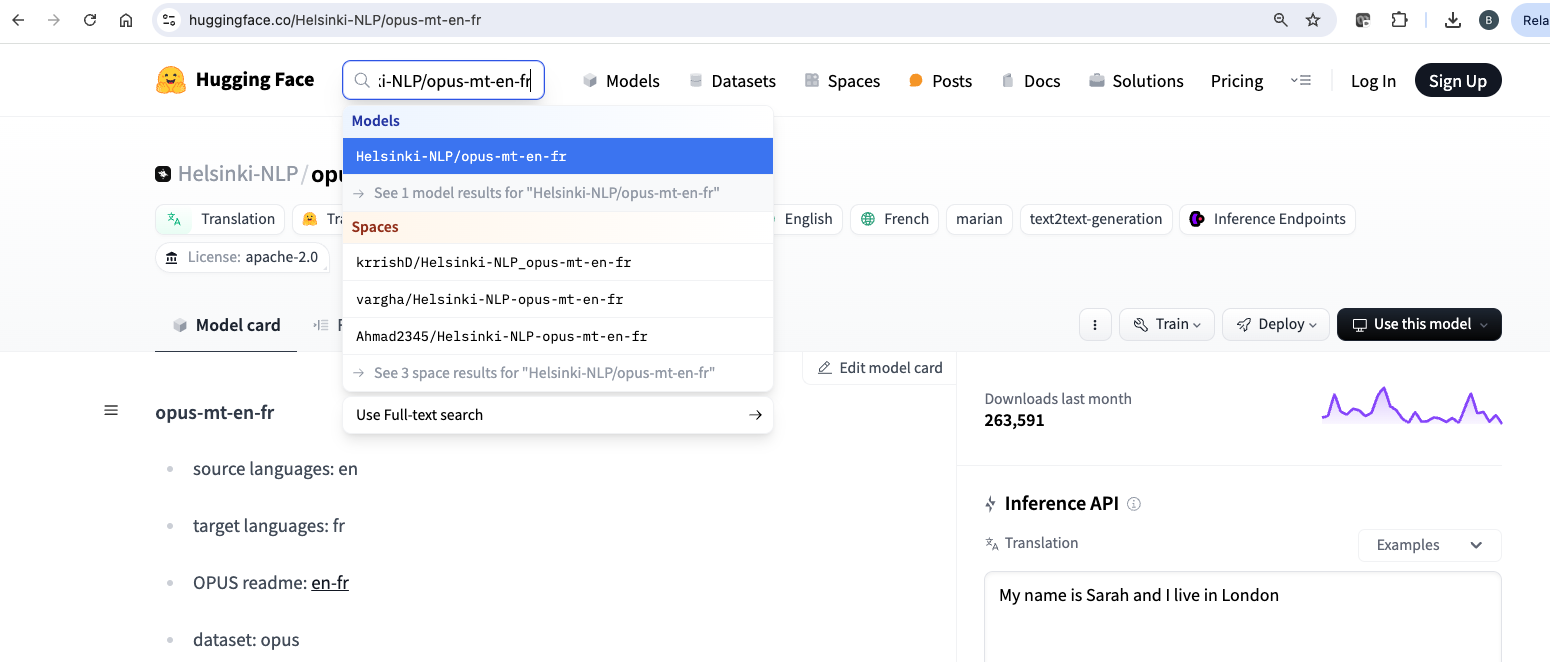 huggingface.co/Helsinki-NLP/opus-mt-en-fr
B
Rela
Hugging Face
ki-NLP/opus-mt-en-fr
Models
Datasets
Spaces
Posts
Docs
Solutions
Pricing
Log In
Sign Up
Models
Helsinki-NLP/opus-mt-en-fr
→ See 1 model results for "Helsinki-NLP/opus-mt-en-fr"
Spaces
krrishD/Helsinki-NLP_opus-mt-en-fr
vargha/Helsinki-NLP-opus-mt-en-fr
Ahmad2345/Helsinki-NLP-opus-mt-en-fr
→ See 3 space results for "Helsinki-NLP/opus-mt-en-fr"
Use Full-text search →
Helsinki-NLP/opu
Translation
Tra
English
French
marian
text2text-generation
Inference Endpoints
License: apache-2.0
Model card
F
Train
Deploy
Use this model
Edit model card
opus-mt-en-fr
• source languages: en
• target languages: fr
• OPUS readme: en-fr
• dataset: opus
Downloads last month
263,591
Inference API
Translation
Examples
My name is Sarah and I live in London